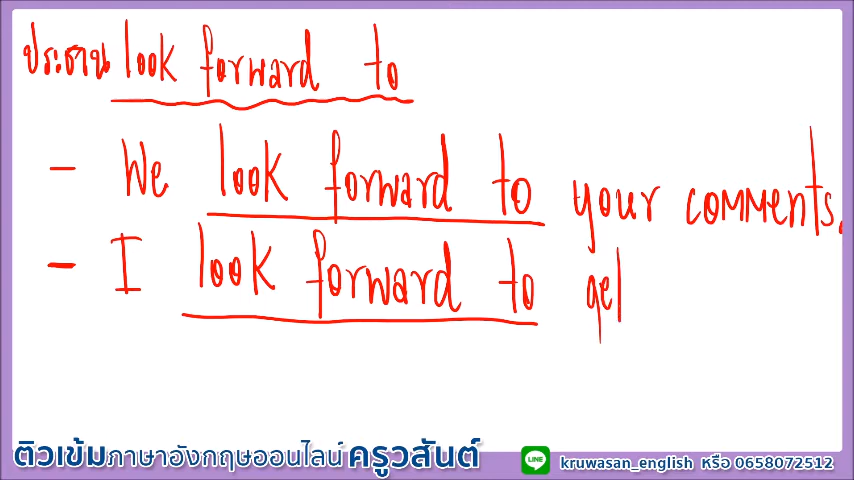 ประธาน look forward to
- We look forward to your comments.
- I look forward to
ติวเข้มภาษาอังกฤษออนไลน์ ครูวสันต์
LINE kruwasan_english หรือ 0658072512